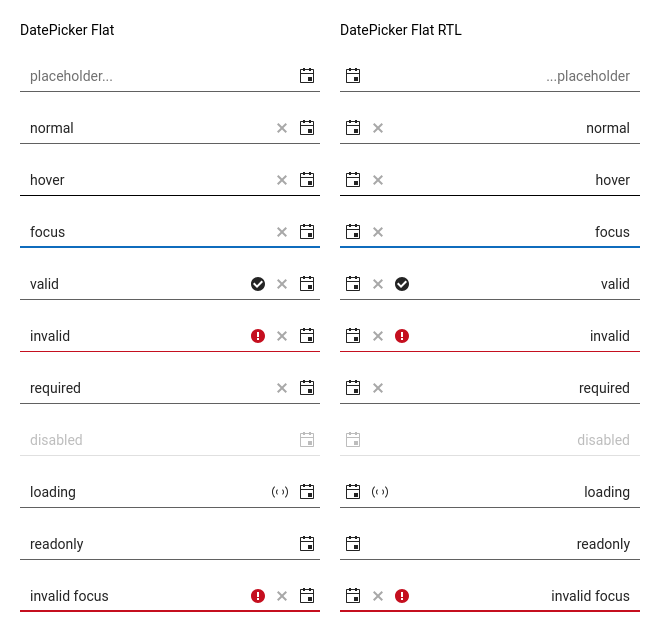 DatePicker Flat
placeholder...
normal
hover
focus
valid
invalid
required
disabled
loading
readonly
invalid focus
DatePicker Flat RTL
...placeholder
normal
hover
focus
valid
invalid
required
disabled
loading
readonly
invalid focus